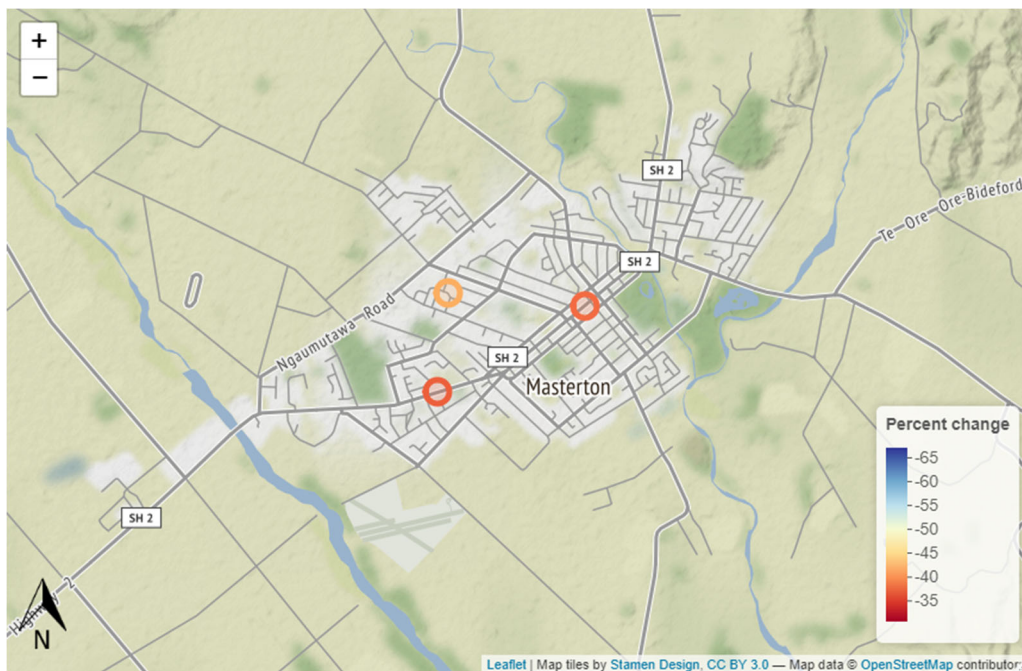 +
−
SH 2
Te Ore Ore-Bideford
SH 2
Ngaumutawa Road
SH 2
Masterton
Percent change
-65
-60
-55
-50
-45
-40
-35
SH 2
Highway 2
N
Leaflet | Map tiles by Stamen Design, CC BY 3.0 — Map data © OpenStreetMap contributor